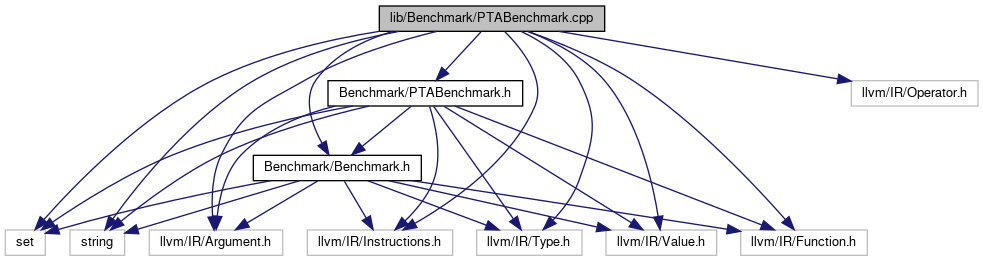 lib/Benchmark/PTABenchmark.cpp
Benchmark/PTABenchmark.h
llvm/IR/Operator.h
Benchmark/Benchmark.h
set
string
llvm/IR/Argument.h
llvm/IR/Instructions.h
llvm/IR/Type.h
llvm/IR/Value.h
llvm/IR/Function.h